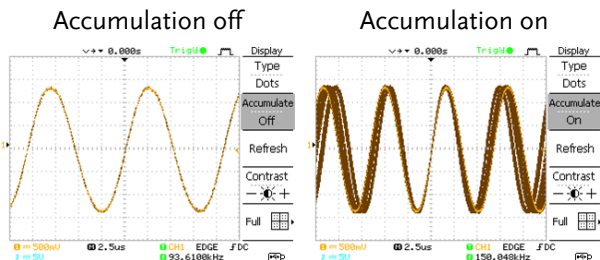 Accumulation off
Accumulation on
0.000s Trig'd Display
Type
Dots
Accumulate
Off
Refresh
Contrast
Full
500mV 2.5us CH1 EDGE DC
5V 93.6100kHz
0.000s Trig'd Display
Type
Dots
Accumulate
On
Refresh
Contrast
Full
500mV 2.5us CH1 EDGE DC
5V 150.048kHz